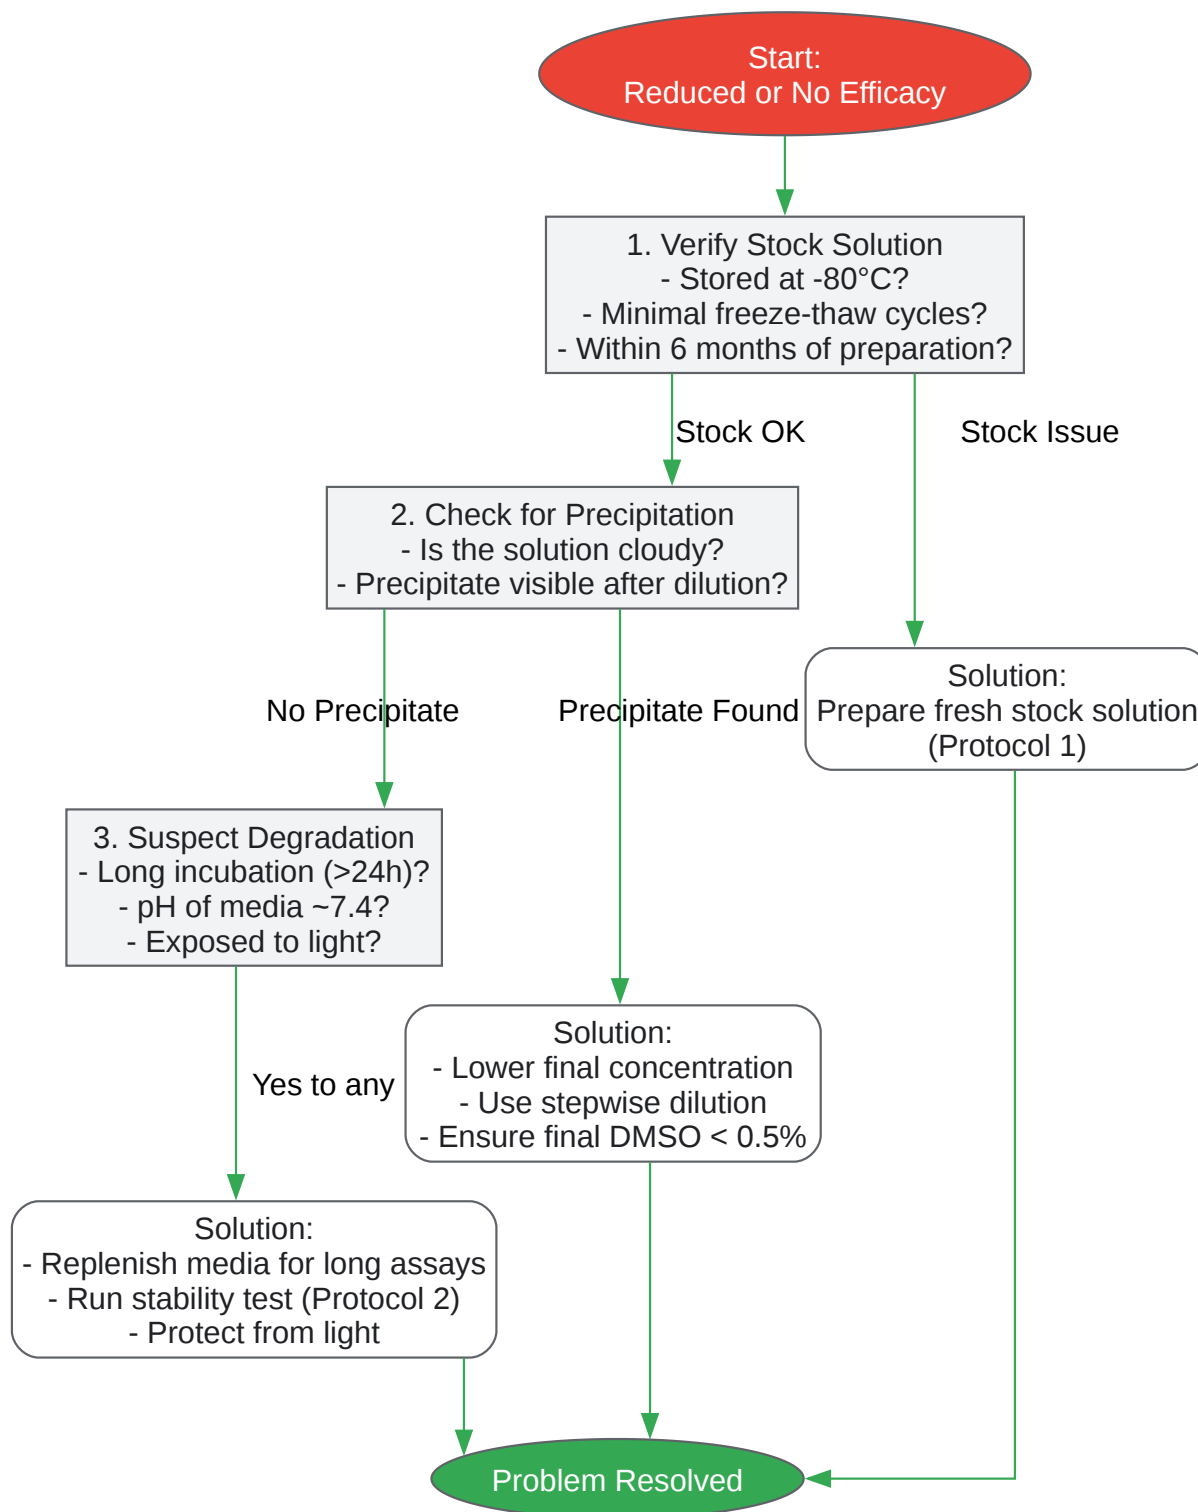 Start:
Reduced or No Efficacy
1. Verify Stock Solution
- Stored at -80°C?
- Minimal freeze-thaw cycles?
- Within 6 months of preparation?
Stock OK
Stock Issue
2. Check for Precipitation
- Is the solution cloudy?
- Precipitate visible after dilution?
No Precipitate
Precipitate Found
Solution:
Prepare fresh stock solution
(Protocol 1)
3. Suspect Degradation
- Long incubation (>24h)?
- pH of media ~7.4?
- Exposed to light?
Yes to any
Solution:
- Lower final concentration
- Use stepwise dilution
- Ensure final DMSO < 0.5%
Solution:
- Replenish media for long assays
- Run stability test (Protocol 2)
- Protect from light
Problem Resolved